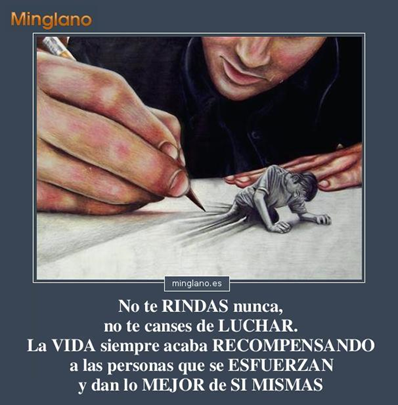 Minglano
minglano.es
No te RINDAS nunca,
no te canses de LUCHAR.
La VIDA siempre acaba RECOMPENSANDO
a las personas que se ESFUERZAN
y dan lo MEJOR de SI MISMAS